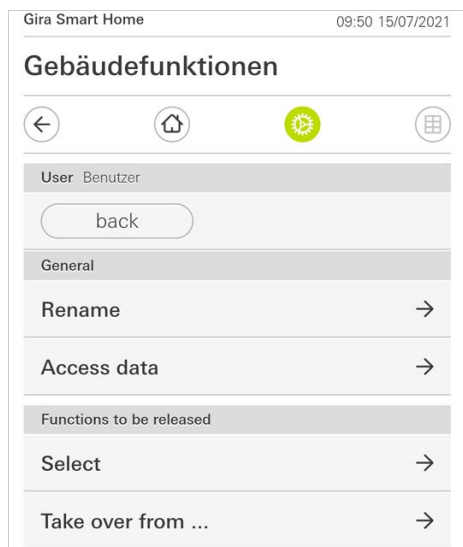 Gira Smart Home 09:50 15/07/2021
Gebäudefunktionen
User Benutzer
back
General
Rename
Access data
Functions to be released
Select
Take over from ...